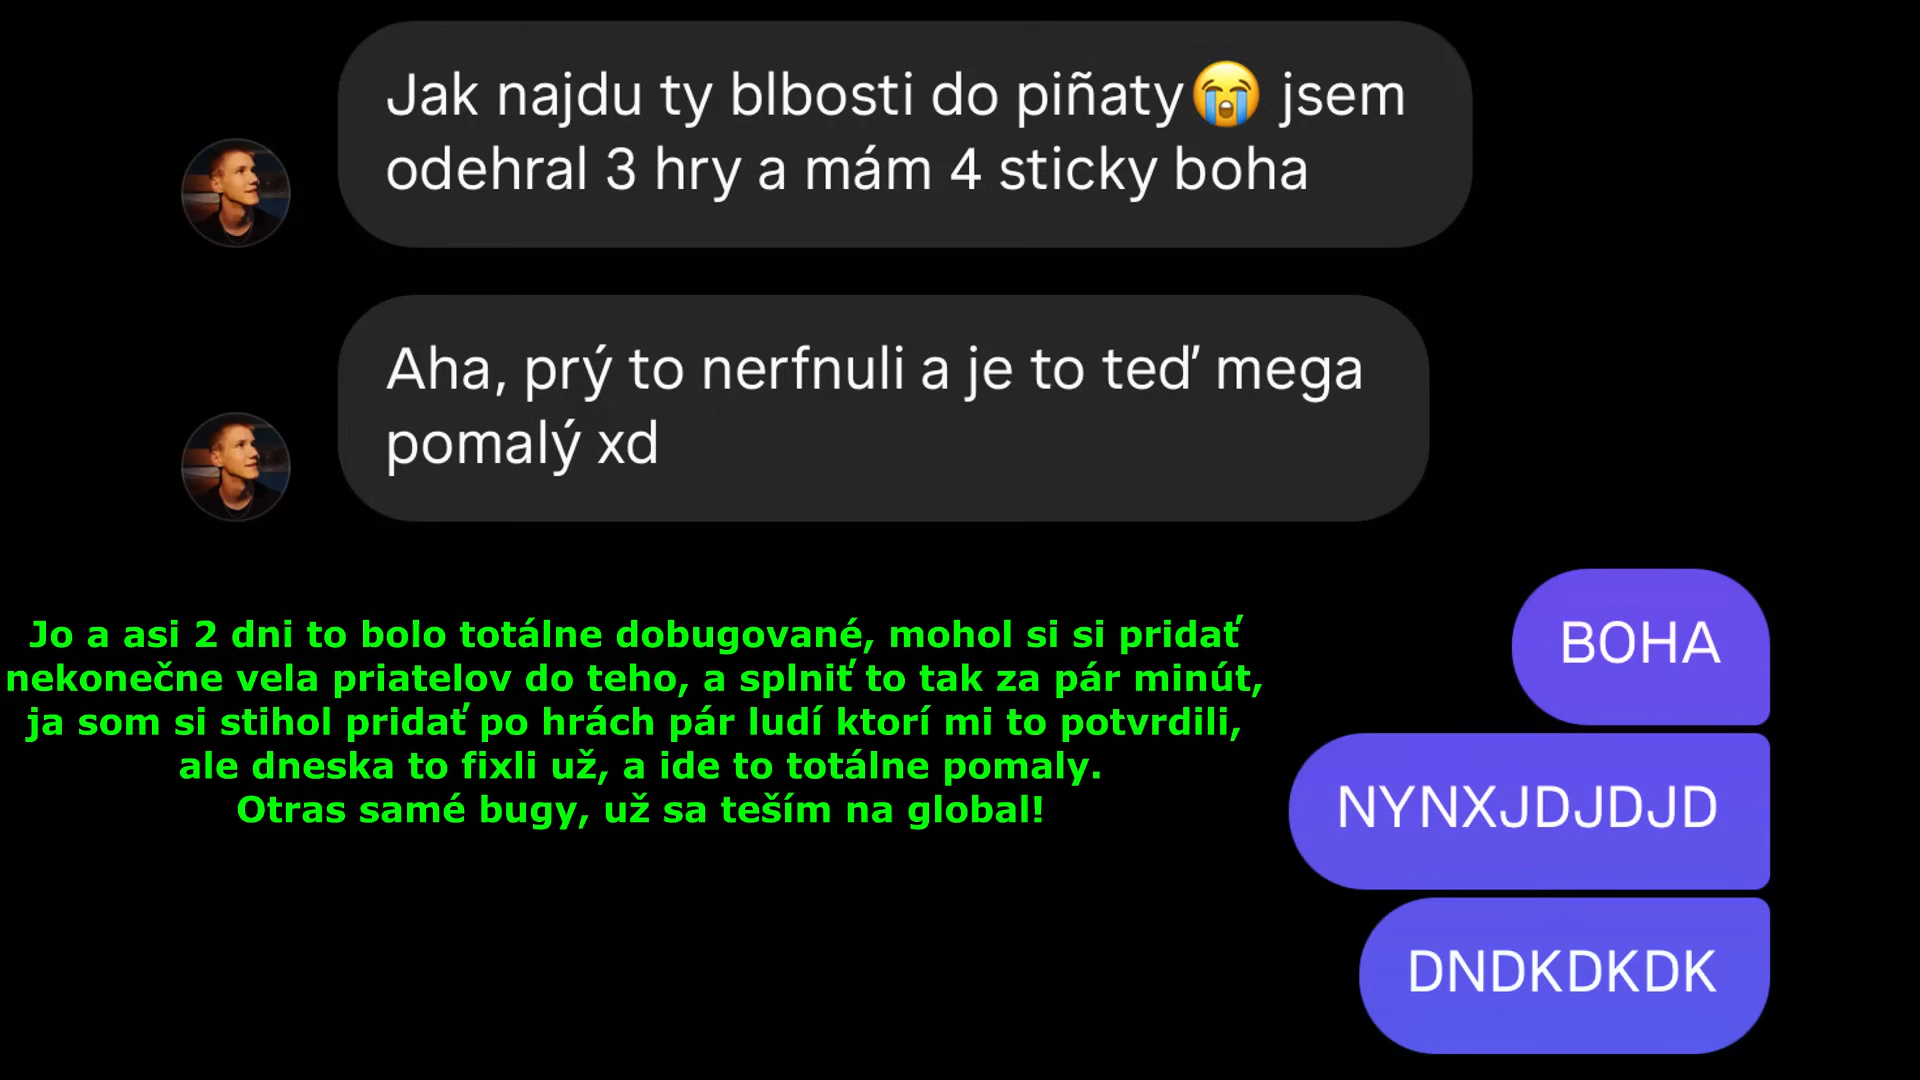 Jak najdu ty blbosti do piñaty😭 jsem
odehral 3 hry a mám 4 sticky boha
Aha, prý to nerfnuli a je to teď mega
pomalý xd
BOHA
Jo a asi 2 dni to bolo totálne dobugované, mohol si si pridať
nekonečne vela priatelov do teho, a splniť to tak za pár minút,
ja som si stihol pridať po hrách pár ludí ktorí mi to potvrdili,
ale dneska to fixli už, a ide to totálne pomaly.
Otras samé bugy, už sa teším na global!
NYNXJDJDJD
DNDKDKDK